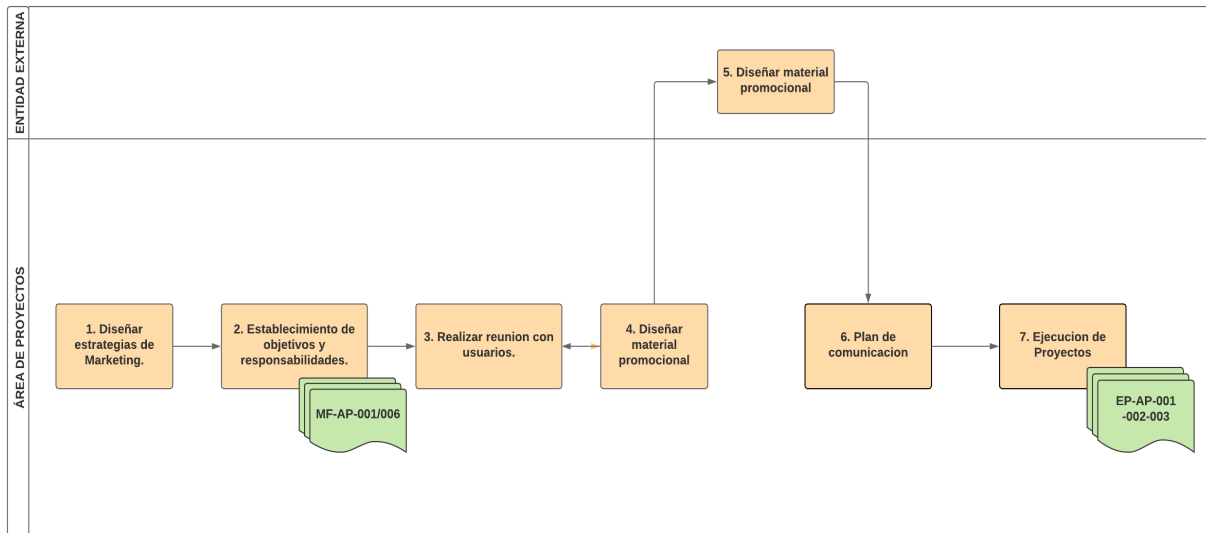 ENTIDAD EXTERNA
5. Diseñar material
promocional
ÁREA DE PROYECTOS
1. Diseñar
estrategias de
Marketing.
2. Establecimiento de
objetivos y
responsabilidades.
MF-AP-001/006
3. Realizar reunion con
usuarios.
4. Diseñar
material
promocional
6. Plan de
comunicacion
7. Ejecucion de
Proyectos
EP-AP-001
-002-003